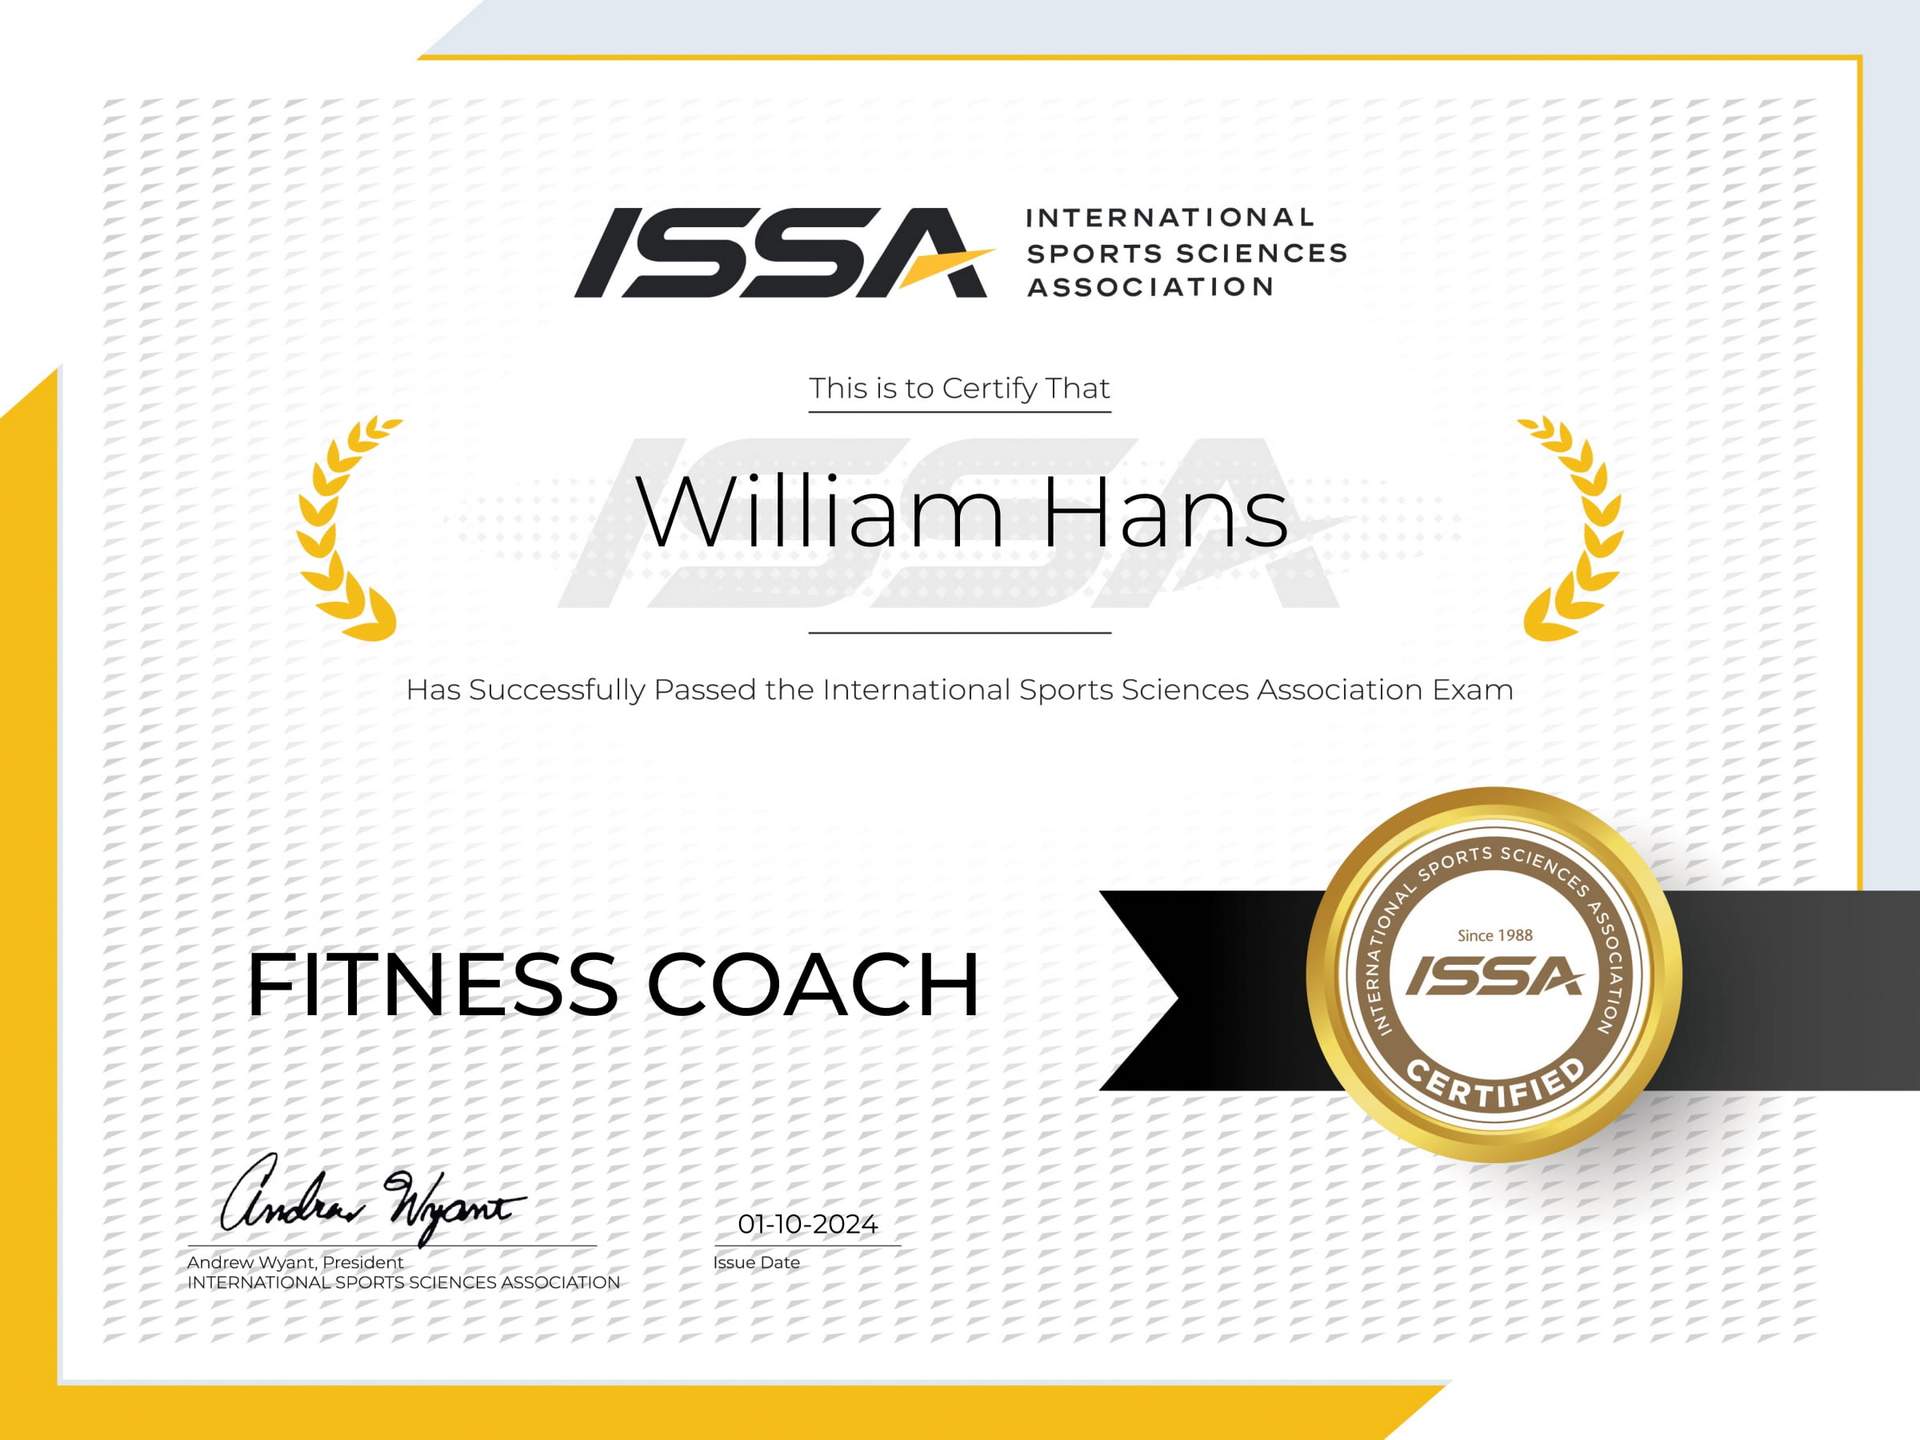 ISSA
INTERNATIONAL
SPORTS SCIENCES
ASSOCIATION
This is to Certify That
ISSA
William Hans
Has Successfully Passed the International Sports Sciences Association Exam
FITNESS COACH
INTERNATIONAL SPORTS SCIENCES ASSOCIATION
Since 1988
ISSA
CERTIFIED
Andrew Wyant
01-10-2024
Andrew Wyant, President
INTERNATIONAL SPORTS SCIENCES ASSOCIATION
Issue Date